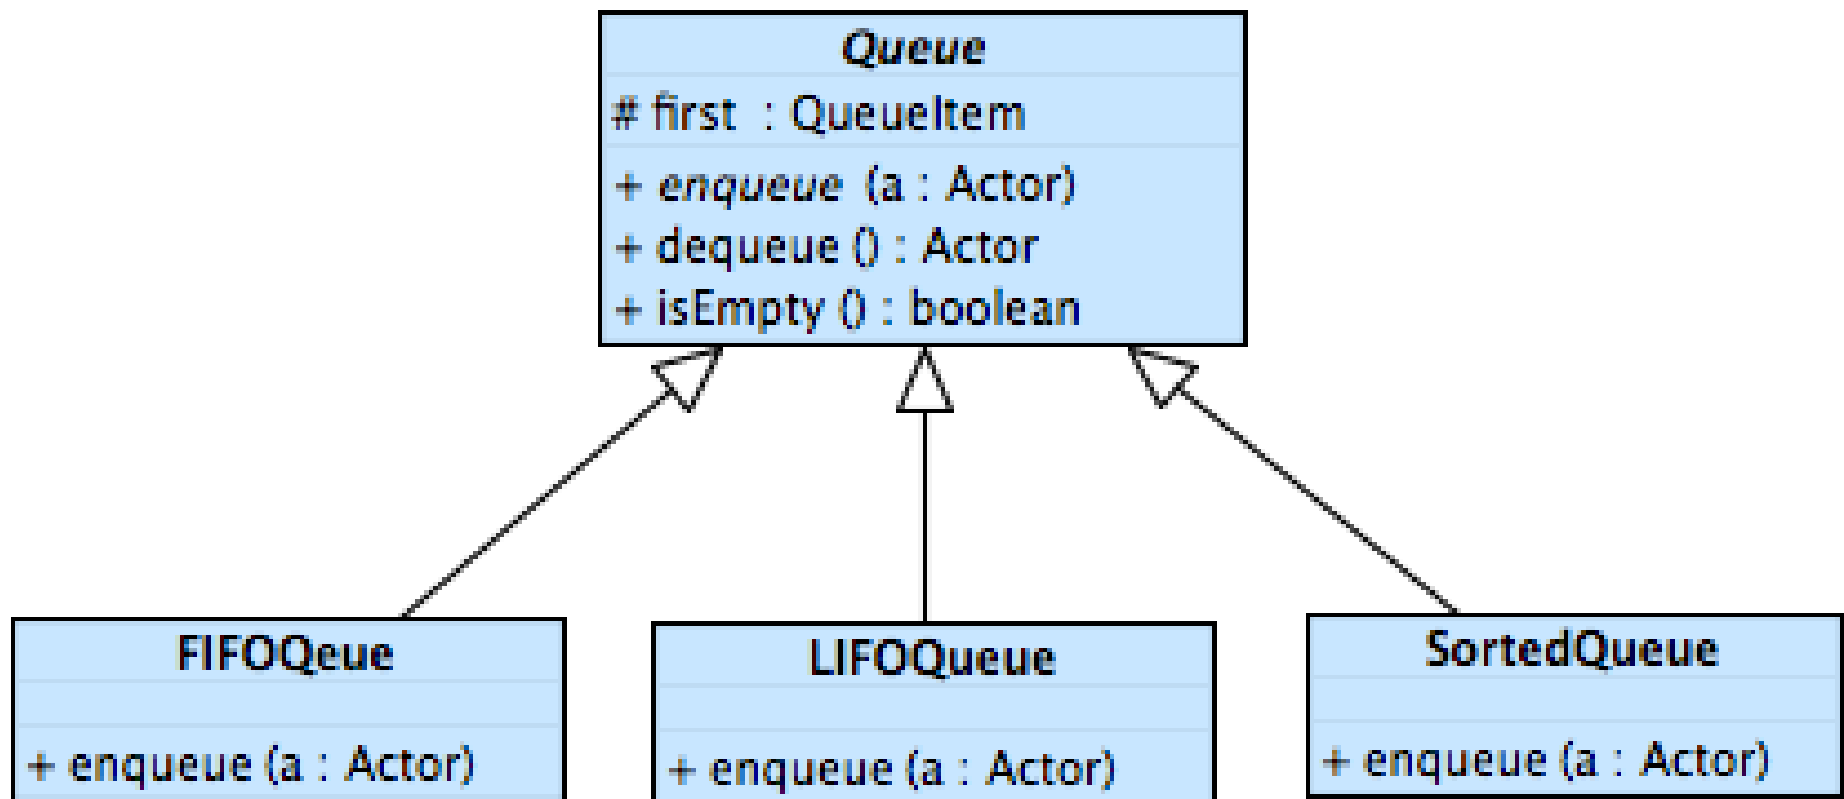 Queue
# first : QueueItem
+ enqueue (a : Actor)
+ dequeue () : Actor
+ isEmpty () : boolean
FIFOQeue
+ enqueue (a : Actor)
LIFOQueue
+ enqueue (a : Actor)
SortedQueue
+ enqueue (a : Actor)